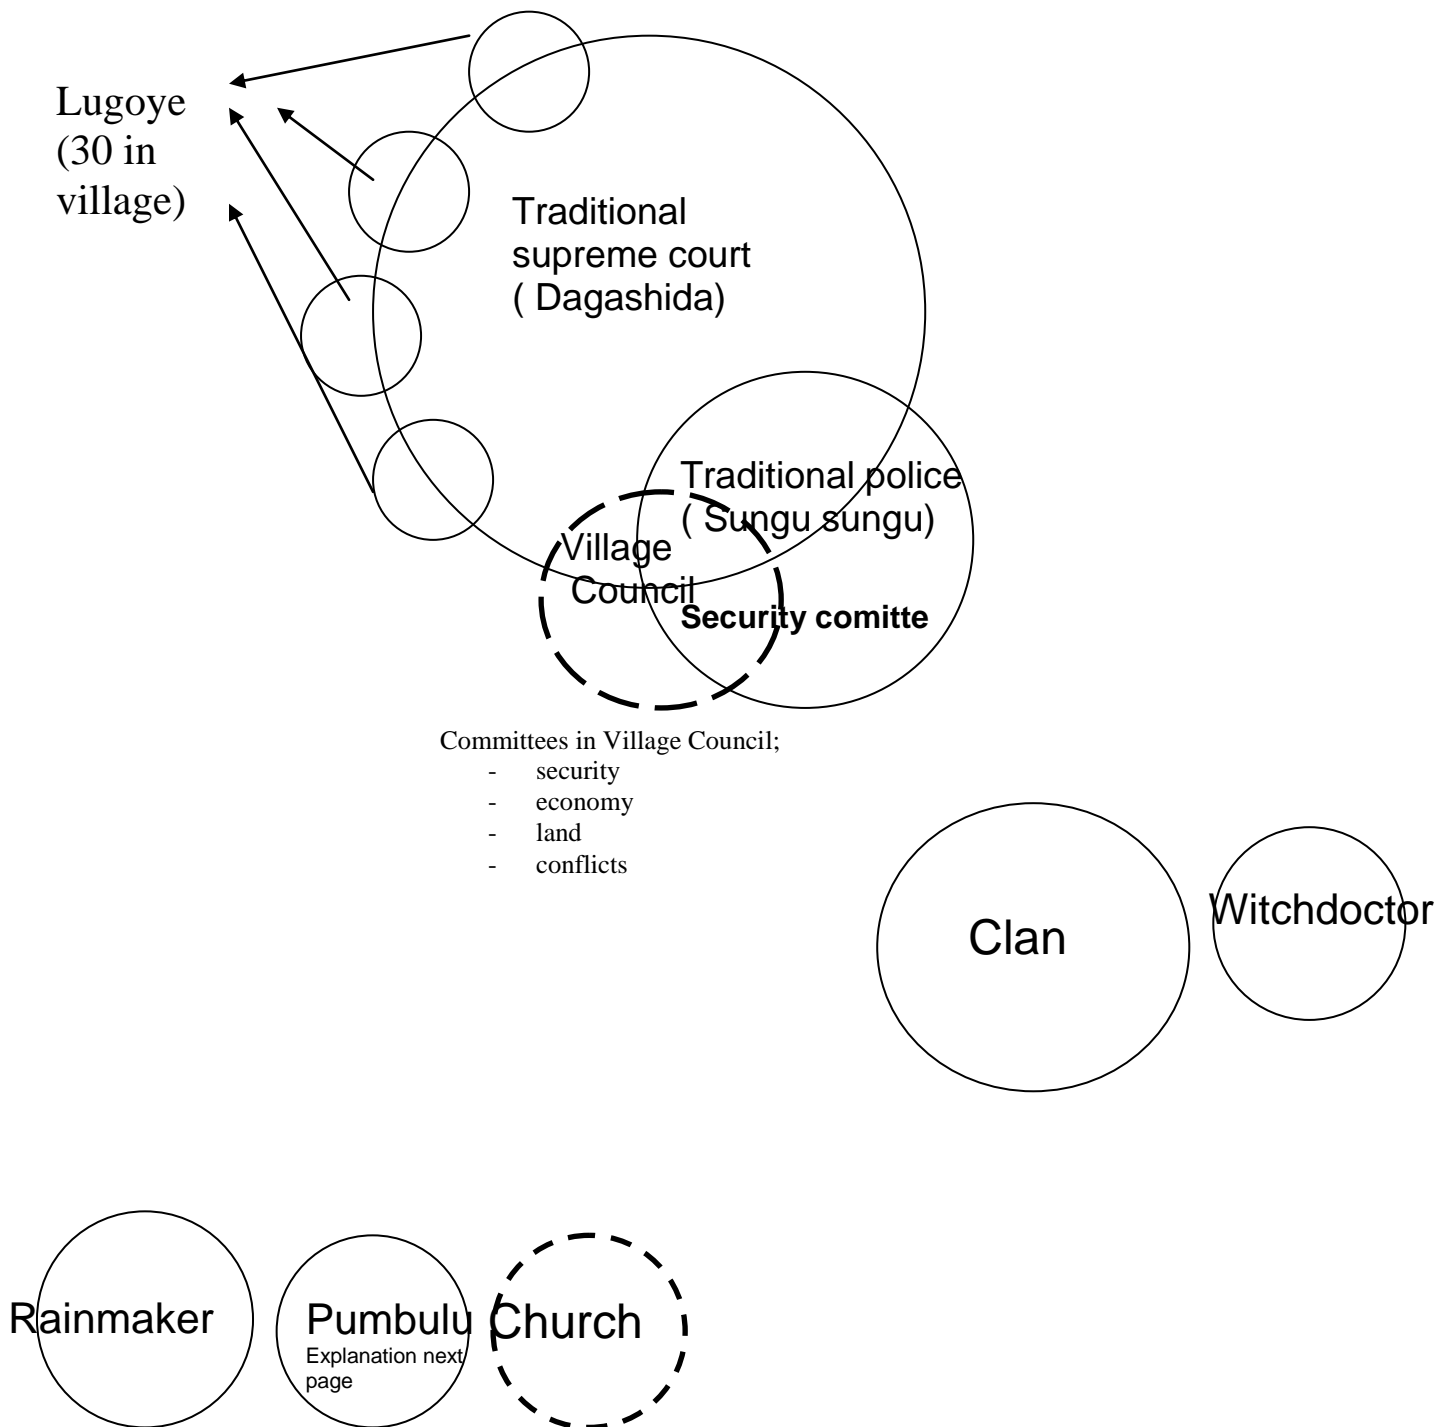 Lugoye
(30 in
village)
Traditional
supreme court
( Dagashida)
Traditional police
( Sungu sungu)
Village
Council
Security comitte
Committees in Village Council;
- security
- economy
- land
- conflicts
Clan
Witchdoctor
Rainmaker
Pumbulu
Explanation next
page
Church